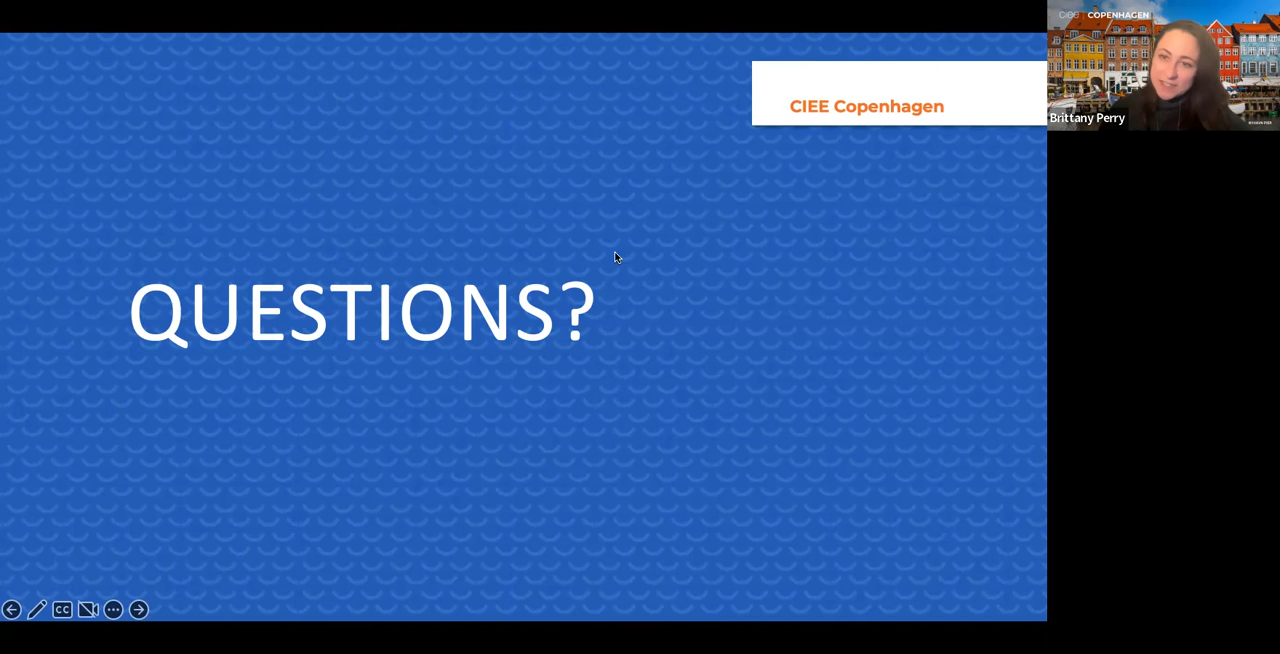 CIEE COPENHAGEN
CIEE Copenhagen
Brittany Perry
QUESTIONS?
CC